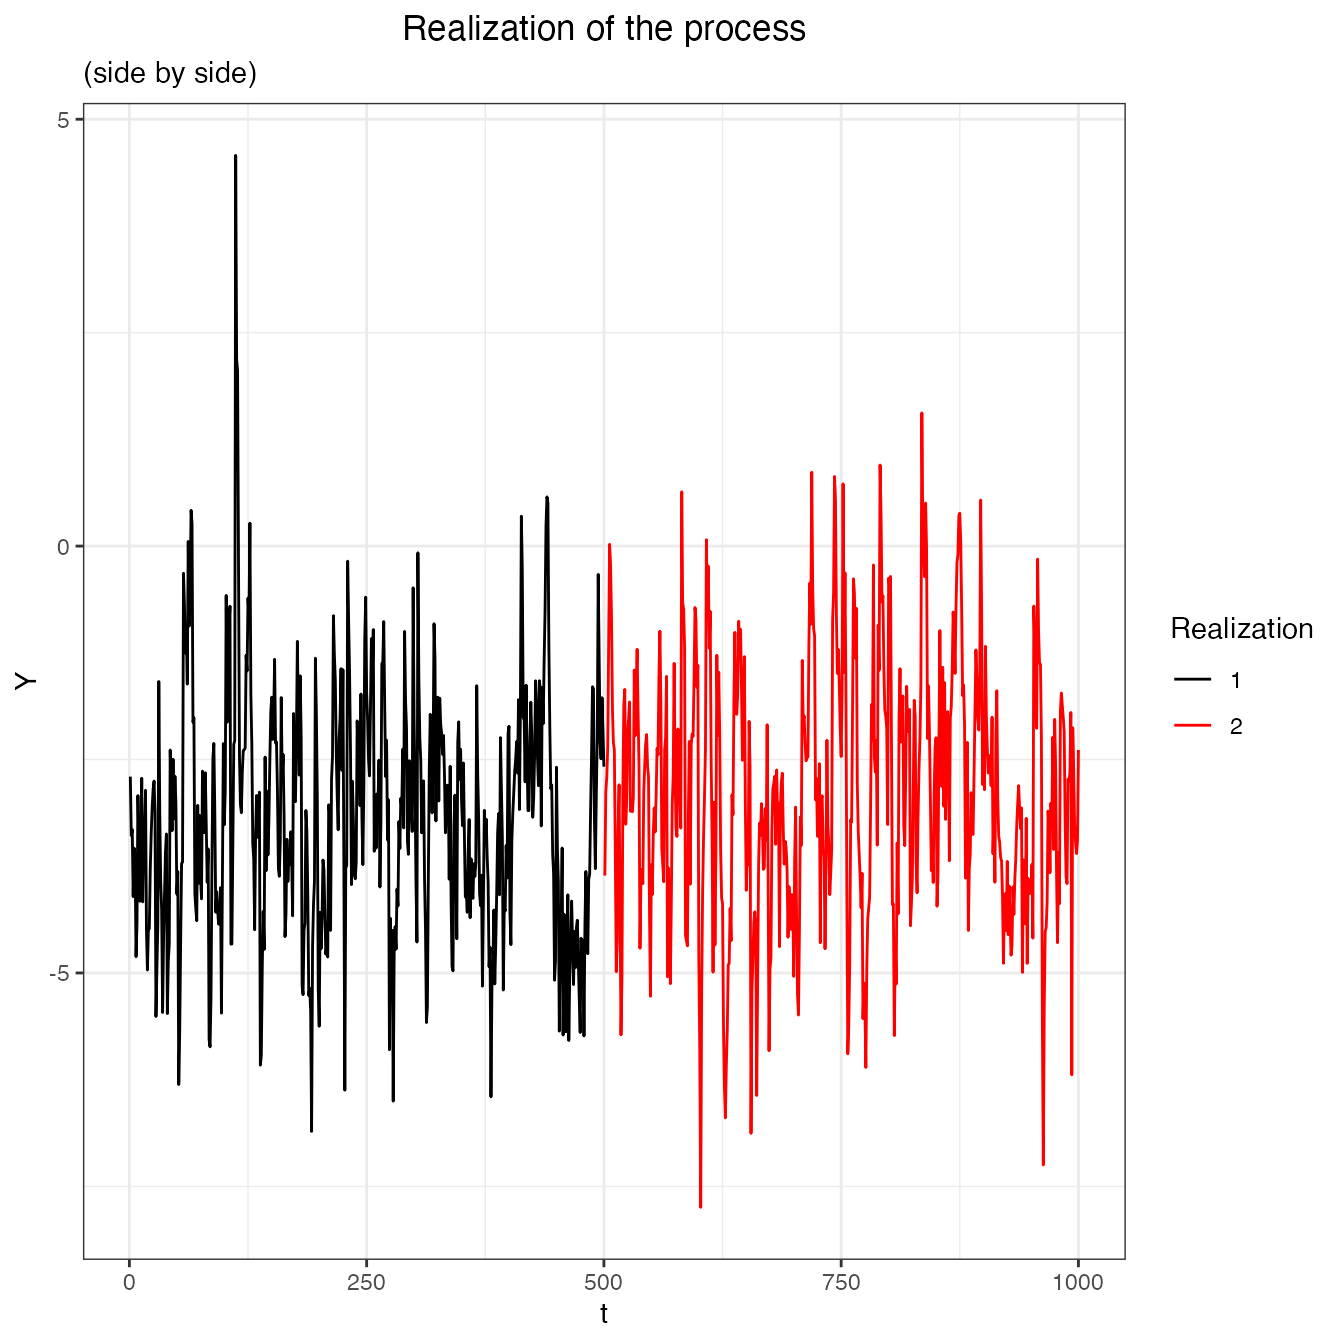 Realization of the process
(side by side)
5
0
-5
Y
0 250 500 750 1000
t
Realization
1
2